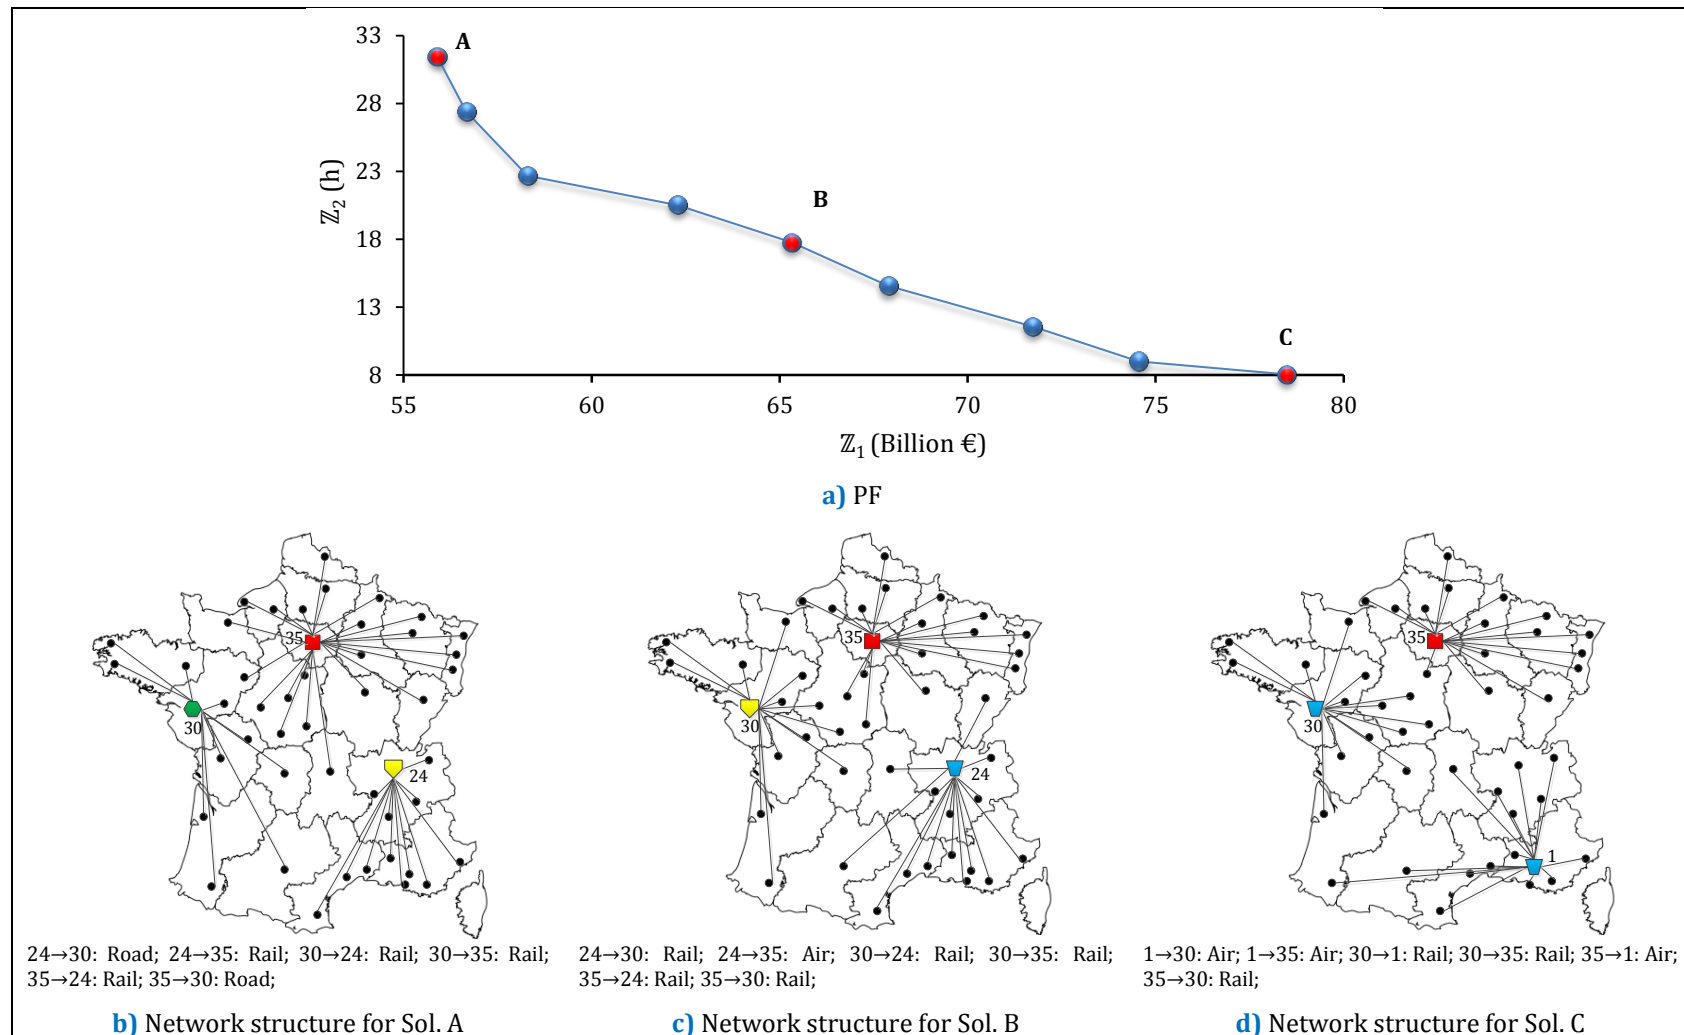 33
A
28
23
B
18
13
C
8
55
60
65
70
75
80
ℤ2 (h)
ℤ1 (Billion €)
a) PF
35
30
24
35
30
24
35
30
1
24→30: Road; 24→35: Rail; 30→24: Rail; 30→35: Rail;
35→24: Rail; 35→30: Road;
24→30: Rail; 24→35: Air; 30→24: Rail; 30→35: Rail;
35→24: Rail; 35→30: Rail;
1→30: Air; 1→35: Air; 30→1: Rail; 30→35: Rail; 35→1: Air;
35→30: Rail;
b) Network structure for Sol. A
c) Network structure for Sol. B
d) Network structure for Sol. C